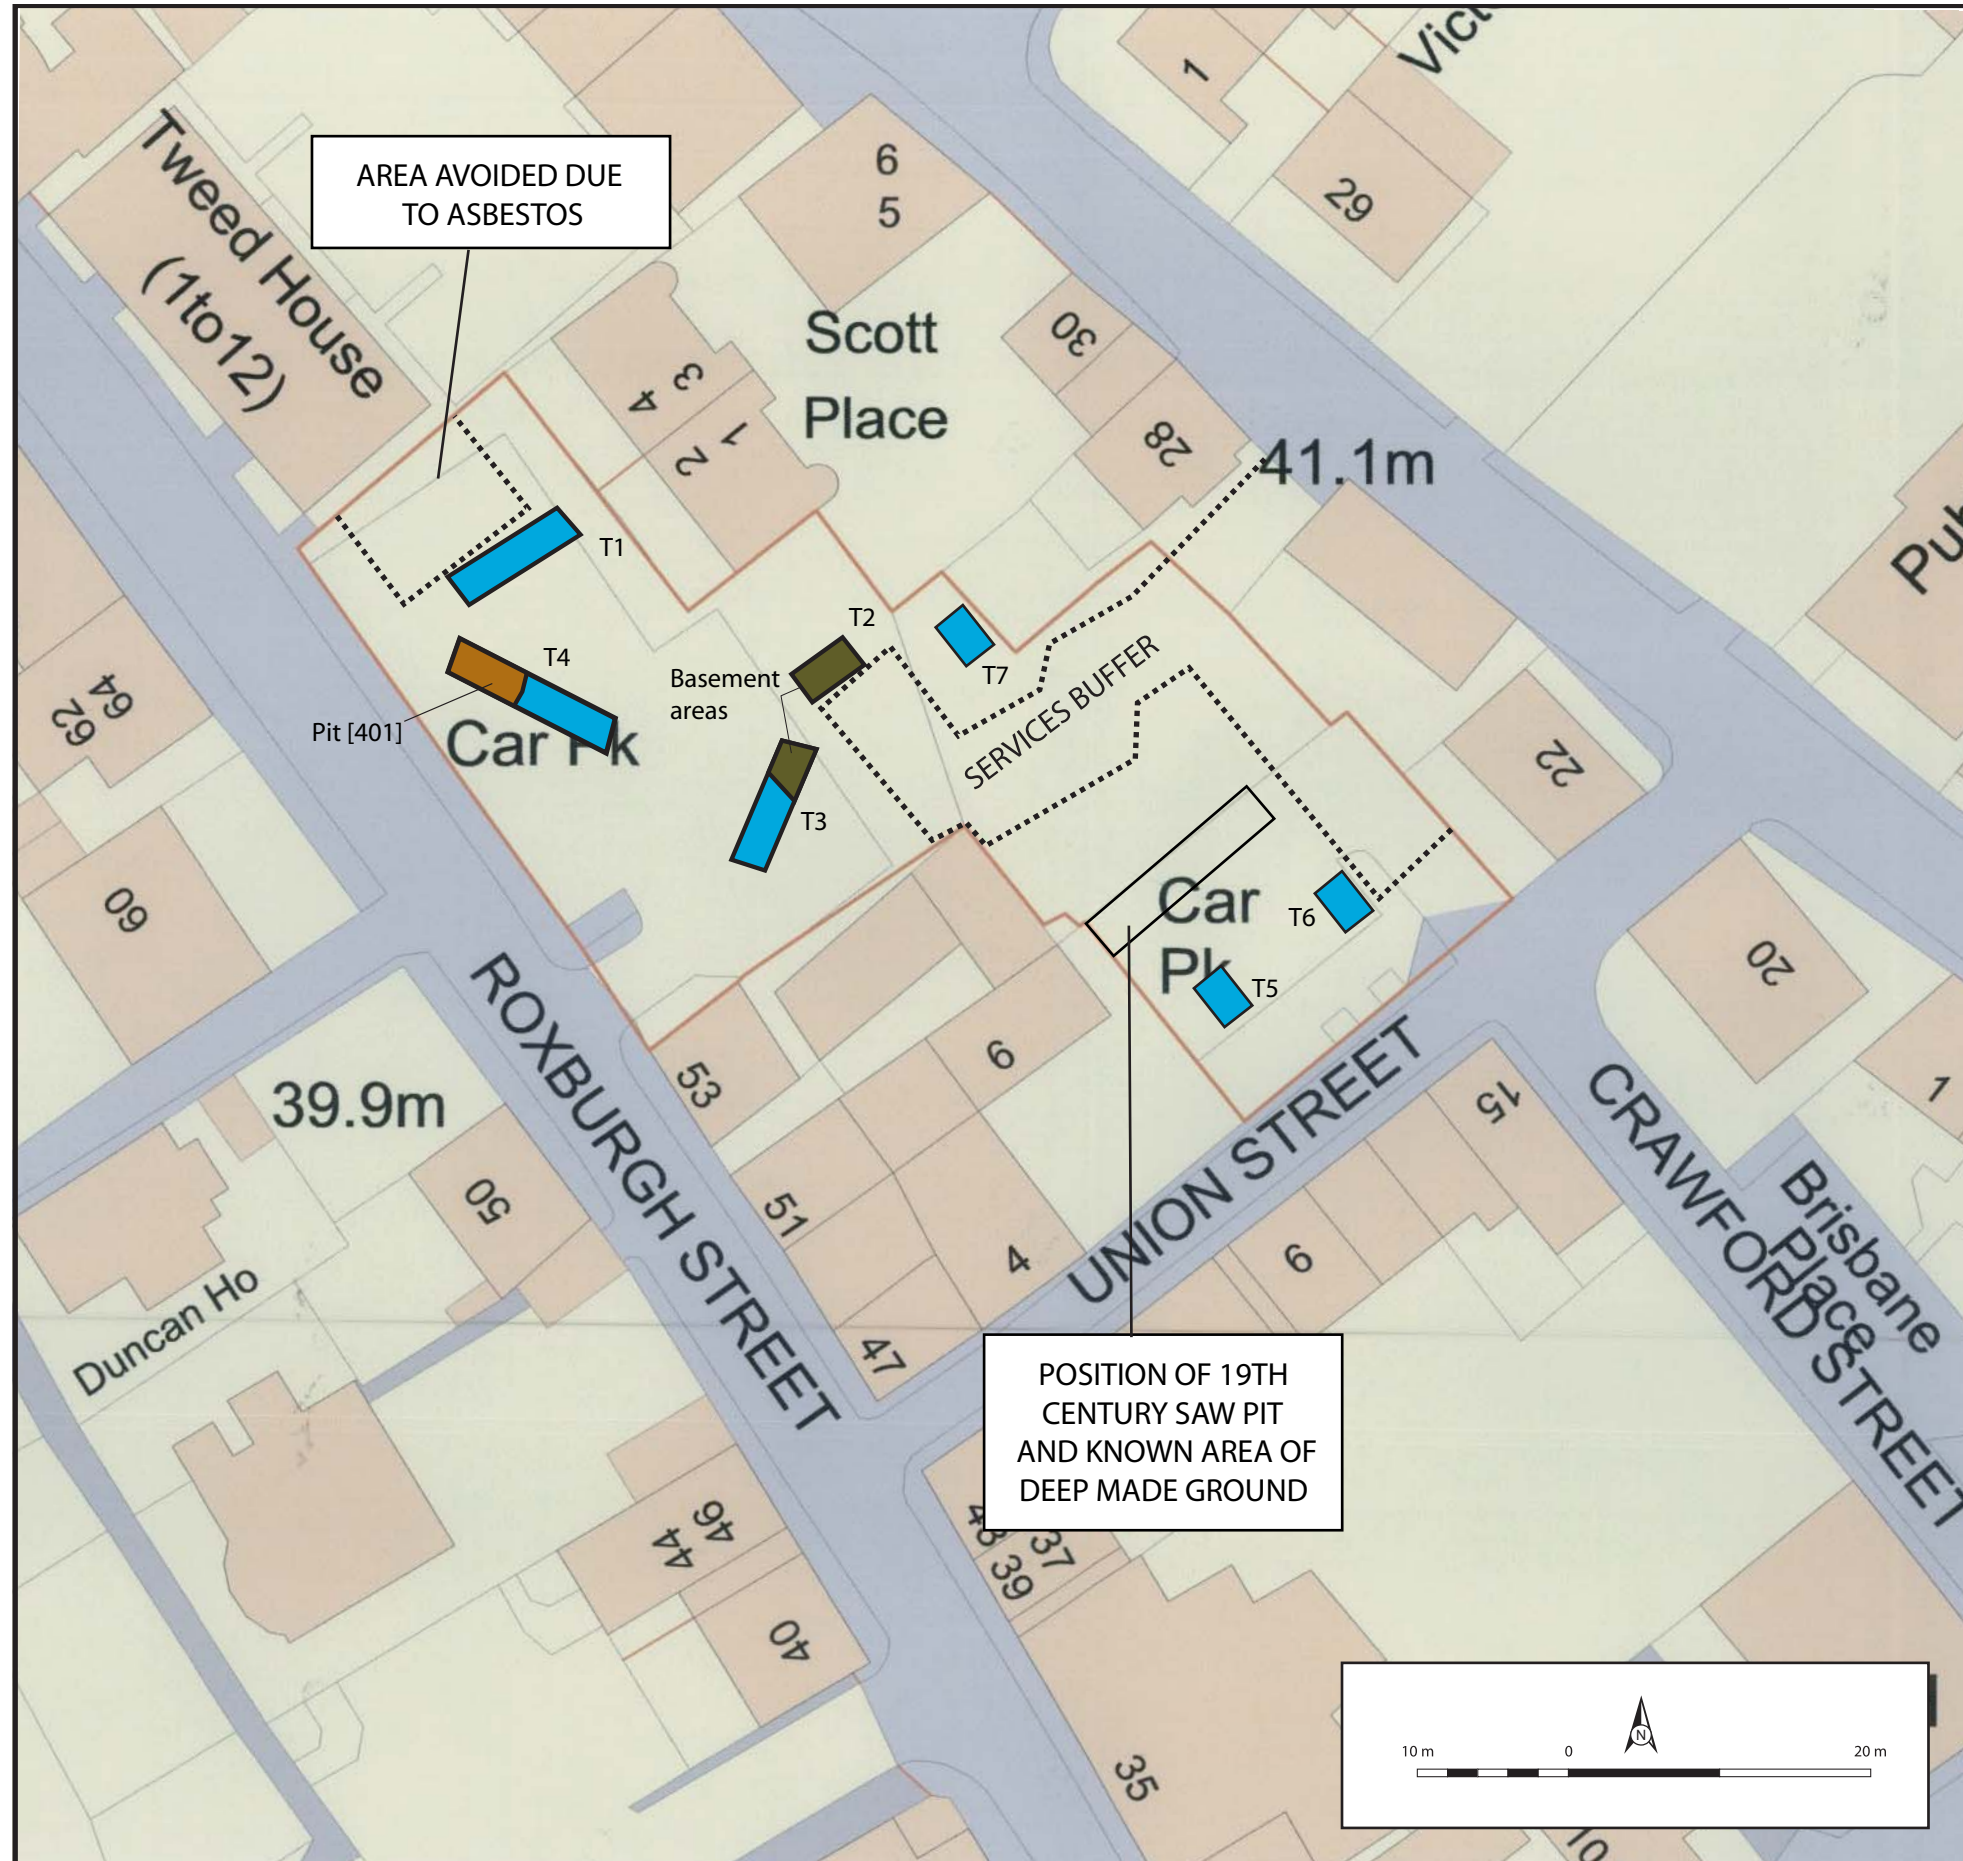 1
29
6
5
Tweed House
(1to12)
AREA AVOIDED DUE
TO ASBESTOS
Scott
Place
30
28
41.1m
3
4
1
2
T1
T2
T7
T4
Basement
areas
Pit [401]
Car Pk
T3
SERVICES BUFFER
64
62
60
22
20
1
Car
Pk
T6
T5
ROXBURGH STREET
39.9m
53
6
51
4
47
50
UNION STREET
15
9
CRAWFORD STREET
Brisbane
Place
Duncan Ho
POSITION OF 19TH
CENTURY SAW PIT
AND KNOWN AREA OF
DEEP MADE GROUND
46
44
40
37
39
35
10
N
10 m 0 20 m